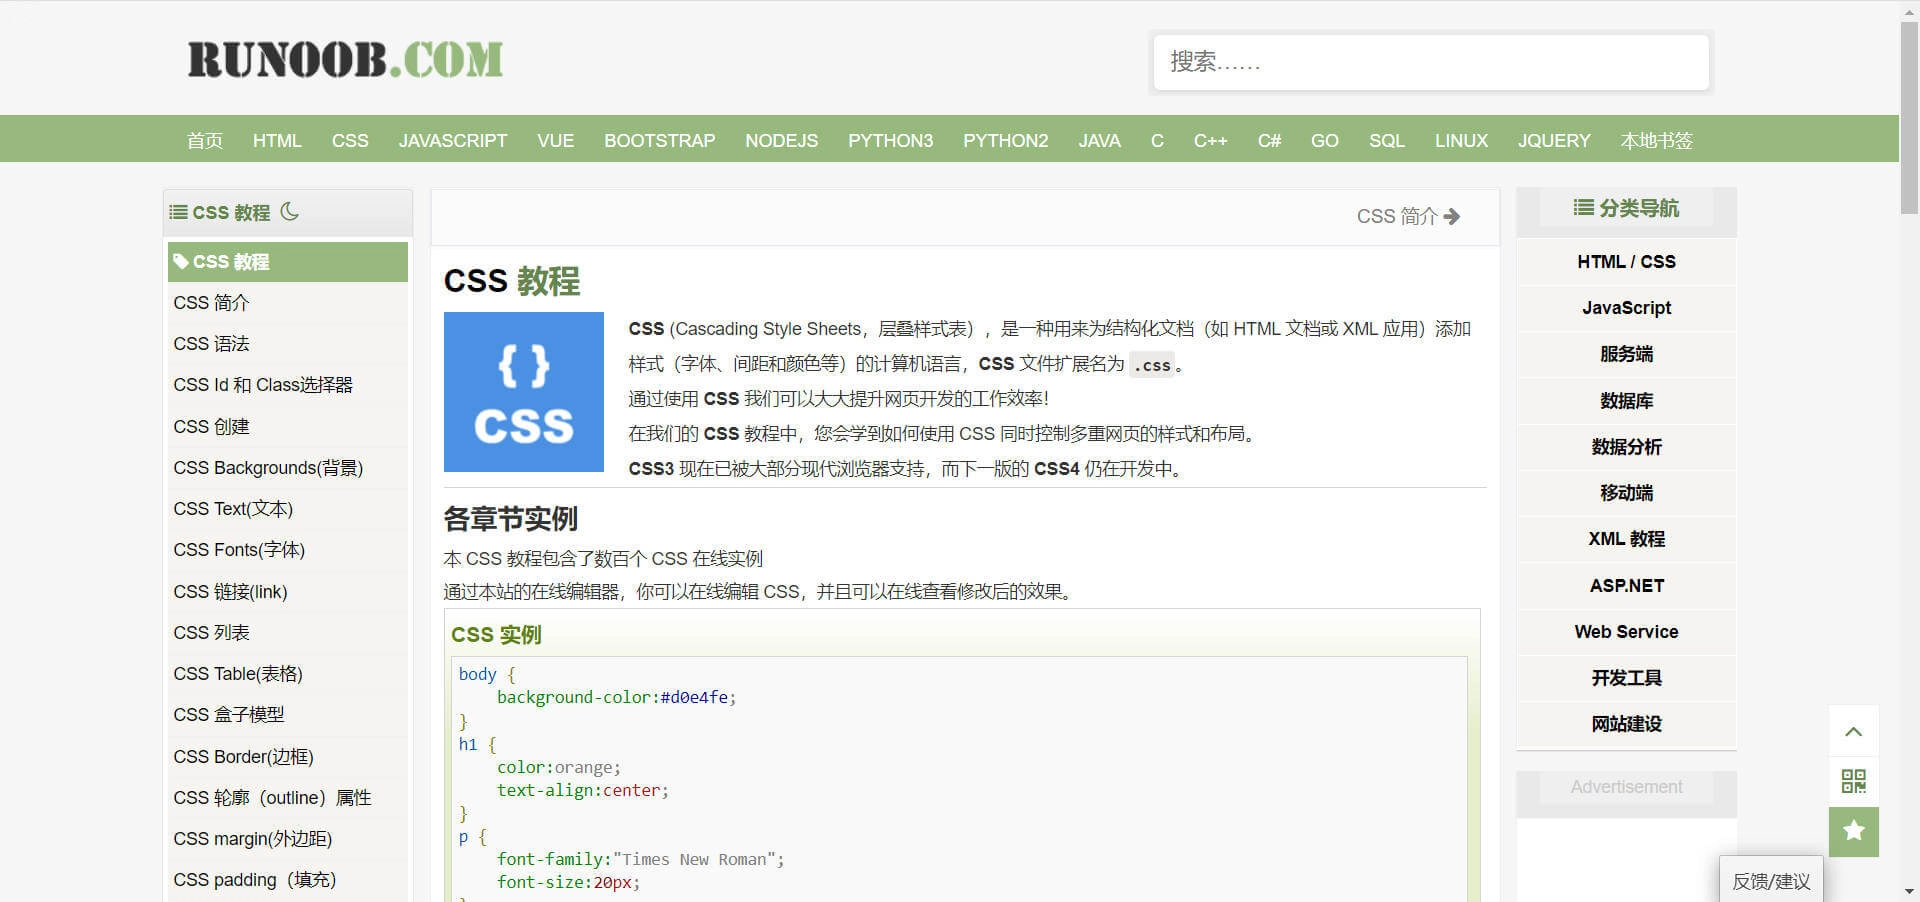 RUNOOB.COM
搜索……
首页 HTML CSS JAVASCRIPT VUE BOOTSTRAP NODEJS PYTHON3 PYTHON2 JAVA C C++ C# GO SQL LINUX JQUERY 本地书签
CSS 教程
CSS 教程
CSS 简介
CSS 语法
CSS Id 和 Class选择器
CSS 创建
CSS Backgrounds(背景)
CSS Text(文本)
CSS Fonts(字体)
CSS 链接(link)
CSS 列表
CSS Table(表格)
CSS 盒子模型
CSS Border(边框)
CSS 轮廓（outline）属性
CSS margin(外边距)
CSS padding（填充）
CSS 简介
CSS 教程
{ }
CSS
CSS (Cascading Style Sheets，层叠样式表），是一种用来为结构化文档（如 HTML 文档或 XML 应用）添加
样式（字体、间距和颜色等）的计算机语言，CSS 文件扩展名为 .css。
通过使用 CSS 我们可以大大提升网页开发的工作效率！
在我们的 CSS 教程中，您会学到如何使用 CSS 同时控制多重网页的样式和布局。
CSS3 现在已被大部分现代浏览器支持，而下一版的 CSS4 仍在开发中。
各章节实例
本 CSS 教程包含了数百个 CSS 在线实例
通过本站的在线编辑器，你可以在线编辑 CSS，并且可以在线查看修改后的效果。
CSS 实例
body {
background-color:#d0e4fe;
}
h1 {
color:orange;
text-align:center;
}
p {
font-family:"Times New Roman";
font-size:20px;
}
分类导航
HTML / CSS
JavaScript
服务端
数据库
数据分析
移动端
XML 教程
ASP.NET
Web Service
开发工具
网站建设
Advertisement
反馈/建议